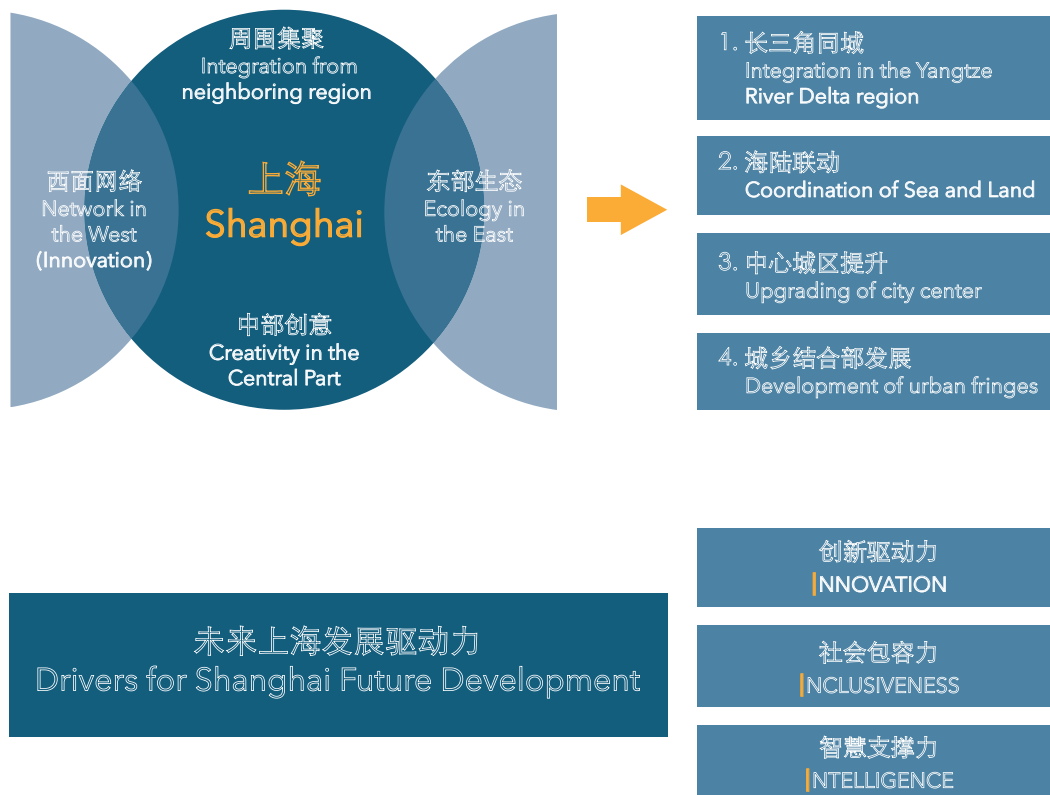 周围集聚
Integration from
neighboring region
西面网络
Network in
the West
(Innovation)
上海
Shanghai
东部生态
Ecology in
the East
中部创意
Creativity in the
Central Part
1. 长三角同城
Integration in the Yangtze
River Delta region
2. 海陆联动
Coordination of Sea and Land
3. 中心城区提升
Upgrading of city center
4. 城乡结合部发展
Development of urban fringes
未来上海发展驱动力
Drivers for Shanghai Future Development
创新驱动力
INNOVATION
社会包容力
INCLUSIVENESS
智慧支撑力
INTELLIGENCE